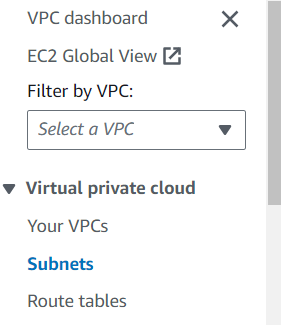 VPC dashboard
EC2 Global View
Filter by VPC:
Select a VPC
Virtual private cloud
Your VPCs
Subnets
Route tables